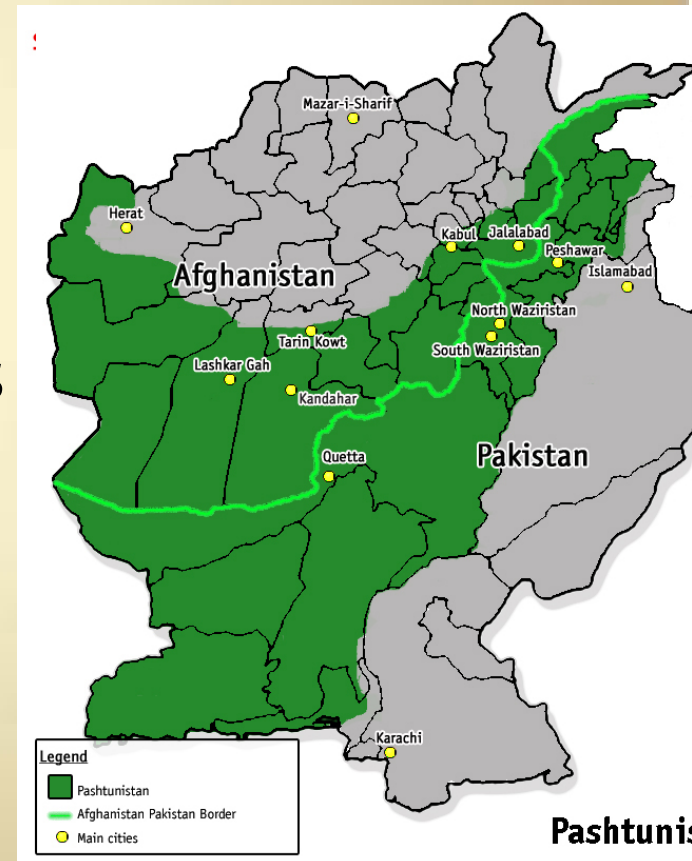 Mazar-i-Sharif
Herat
Kabul
Jalalabad
Peshawar
Islamabad
Afghanistan
North Waziristan
Tarin Kowt
South Waziristan
Lashkar Gah
Kandahar
Pakistan
Quetta
Karachi
Legend
Pashtunistan
Afghanistan Pakistan Border
Main cities